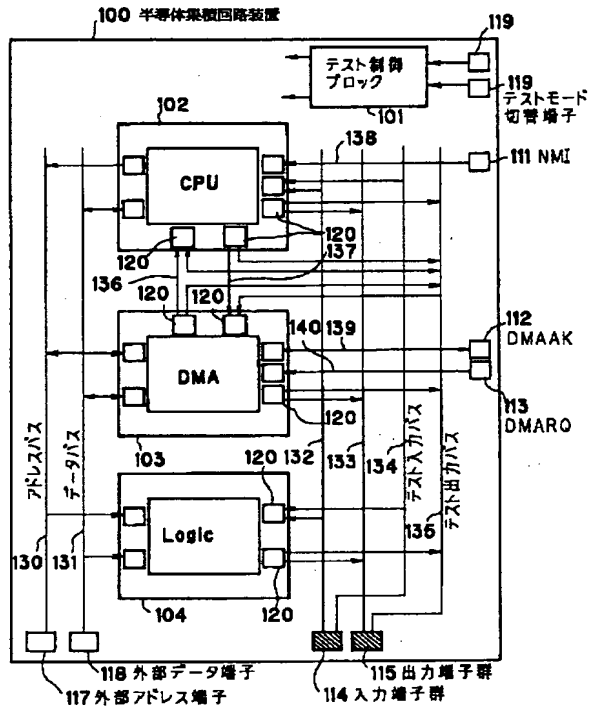 100 半導体集積回路装置
119
テスト制御
ブロック
119
テストモード
切替端子
101
102
138
CPU
111 NMI
120
120
136
137
120
120
140
139
112
DMAAK
DMA
113
DMARQ
120
103
132
133
134
テスト入力バス
135
テスト出力バス
アドレスバス
データバス
120
130
131
Logic
104
120
118 外部データ端子
117 外部アドレス端子
115 出力端子群
114 入力端子群